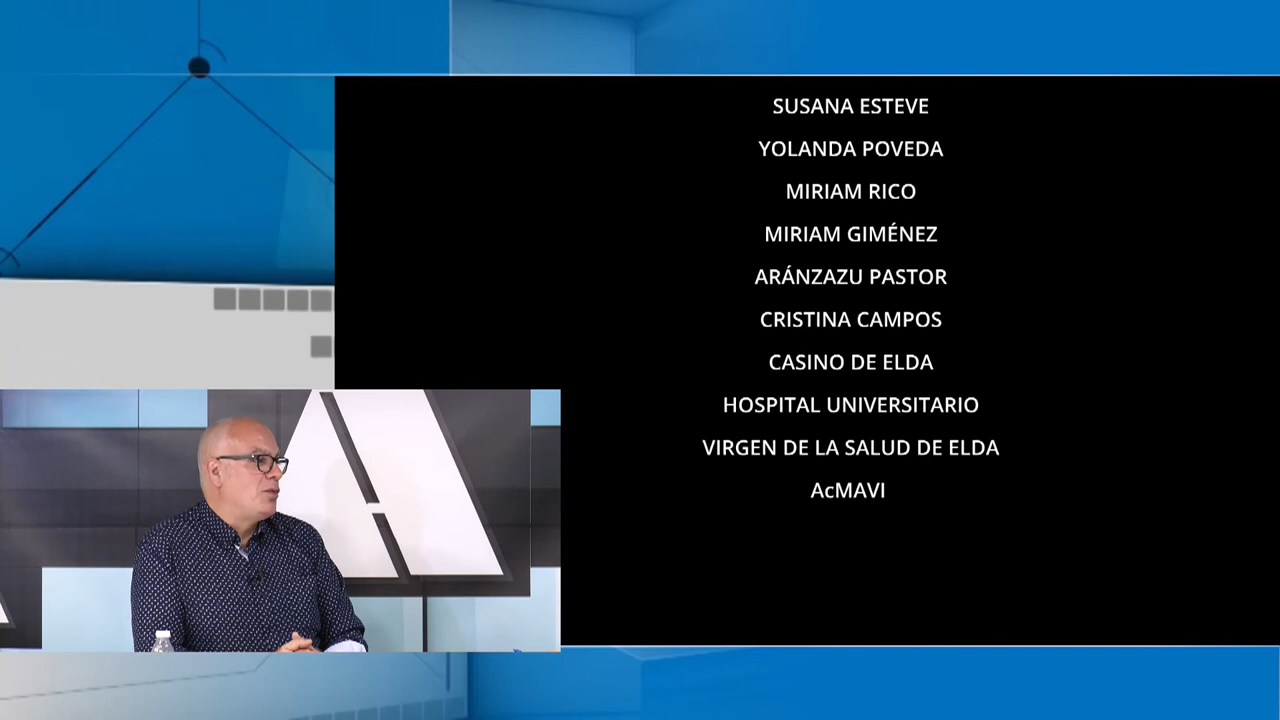 SUSANA ESTEVE
YOLANDA POVEDA
MIRIAM RICO
MIRIAM GIMÉNEZ
ARÁNZAZU PASTOR
CRISTINA CAMPOS
CASINO DE ELDA
HOSPITAL UNIVERSITARIO
VIRGEN DE LA SALUD DE ELDA
AcMAVI